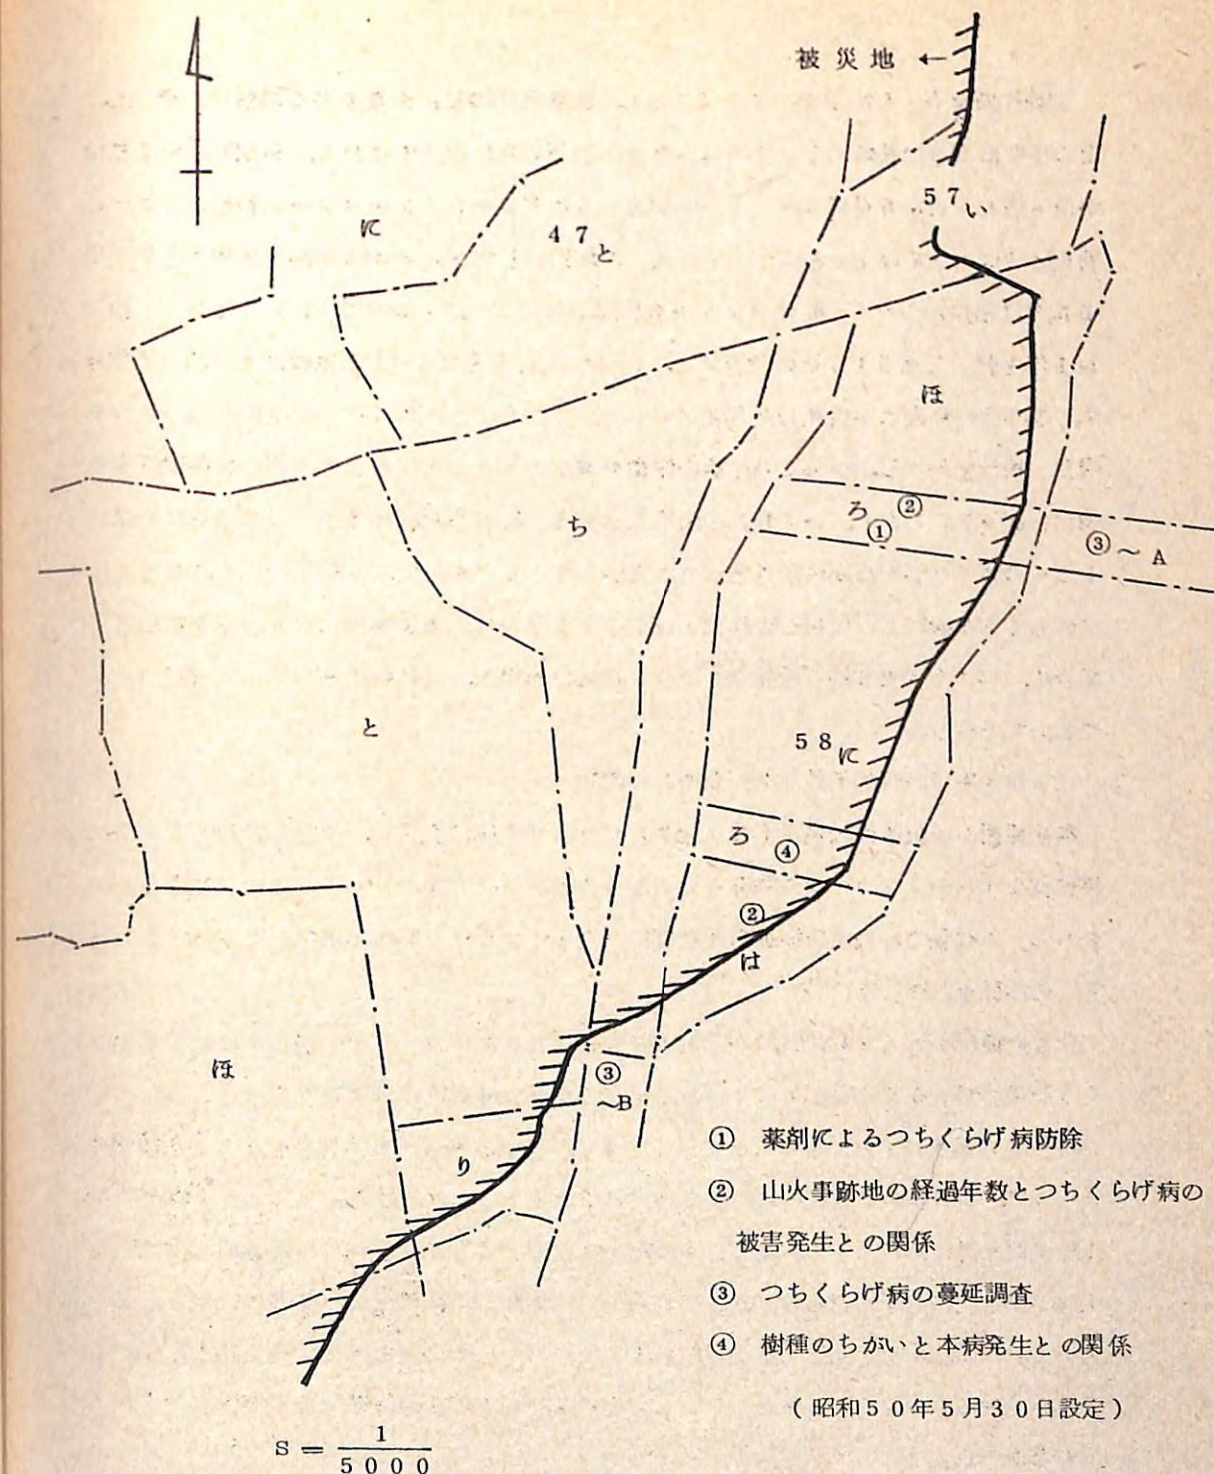 被災地 ←
57い
に
47と
ほ
ち
ろ ②
①
③~A
と
58に
ろ ④
②
は
ほ
③
~B
り
① 薬剤によるつちくらげ病防除
② 山火事跡地の経過年数とつちくらげ病の
被害発生との関係
③ つちくらげ病の蔓延調査
④ 樹種のちがいと本病発生との関係
(昭和50年5月30日設定)
S = 1
5000